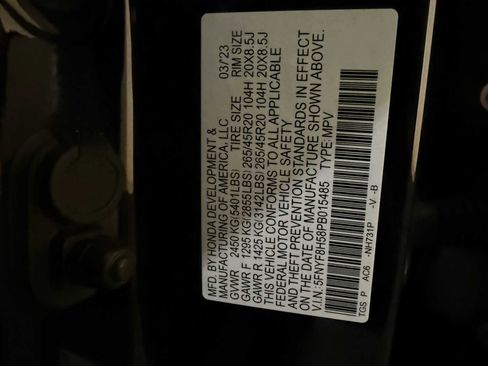 MFD BY HONDA DEVELOPMENT &
MANUFACTURING OF AMERICA, LLC 03/23
GVWR 2450 KG(5401LBS) TIRE SIZE RIM SIZE
GAWR F 1295 KG(2855LBS) 265/45R20 104H 20X8.5J
GAWR R 1425 KG(3142LBS) 265/45R20 104H 20X8.5J
THIS VEHICLE CONFORMS TO ALL APPLICABLE
FEDERAL MOTOR VEHICLE SAFETY
AND THEFT PREVENTION STANDARDS IN EFFECT
ON THE DATE OF MANUFACTURE SHOWN ABOVE.
V.I.N.:5FNYF8H58PB015485 TYPE:MPV
TGS P AC6 -NH731P -V -B